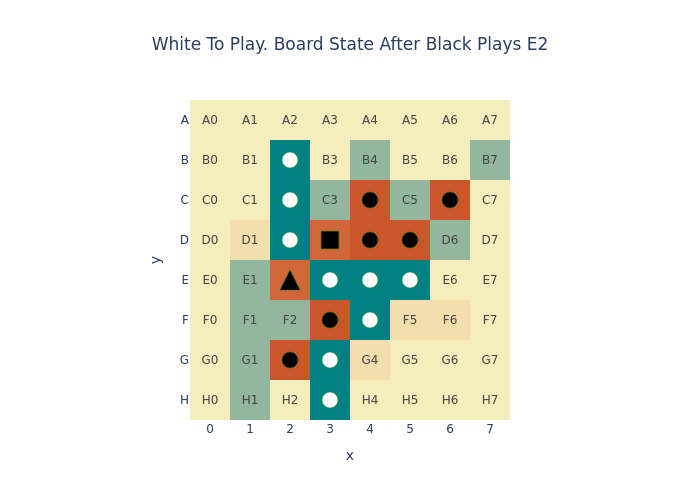 White To Play. Board State After Black Plays E2
A A0 A1 A2 A3 A4 A5 A6 A7
B B0 B1 B3 B4 B5 B6 B7
C C0 C1 C3 C5 C7
D D0 D1 D6 D7
y
E E0 E1 E6 E7
F F0 F1 F2 F5 F6 F7
G G0 G1 G4 G5 G6 G7
H H0 H1 H2 H4 H5 H6 H7
0 1 2 3 4 5 6 7
x